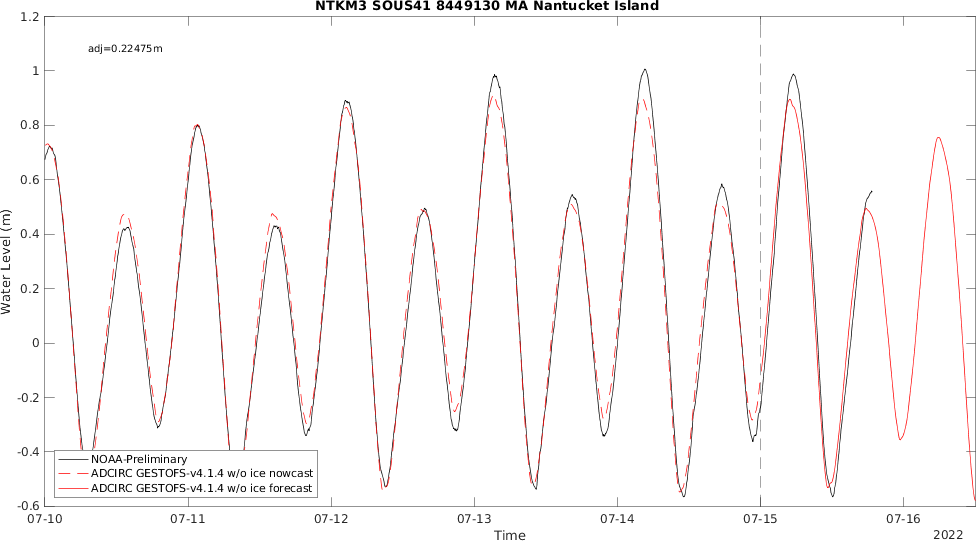 NTKM3 SOUS41 8449130 MA Nantucket Island
1.2
adj=0.22475m
1
0.8
0.6
0.4
0.2
0
-0.2
-0.4
-0.6
Water Level (m)
NOAA-Preliminary
ADCIRC GESTOFS-v4.1.4 w/o ice nowcast
ADCIRC GESTOFS-v4.1.4 w/o ice forecast
07-10 07-11 07-12 07-13 07-14 07-15 07-16
Time
2022